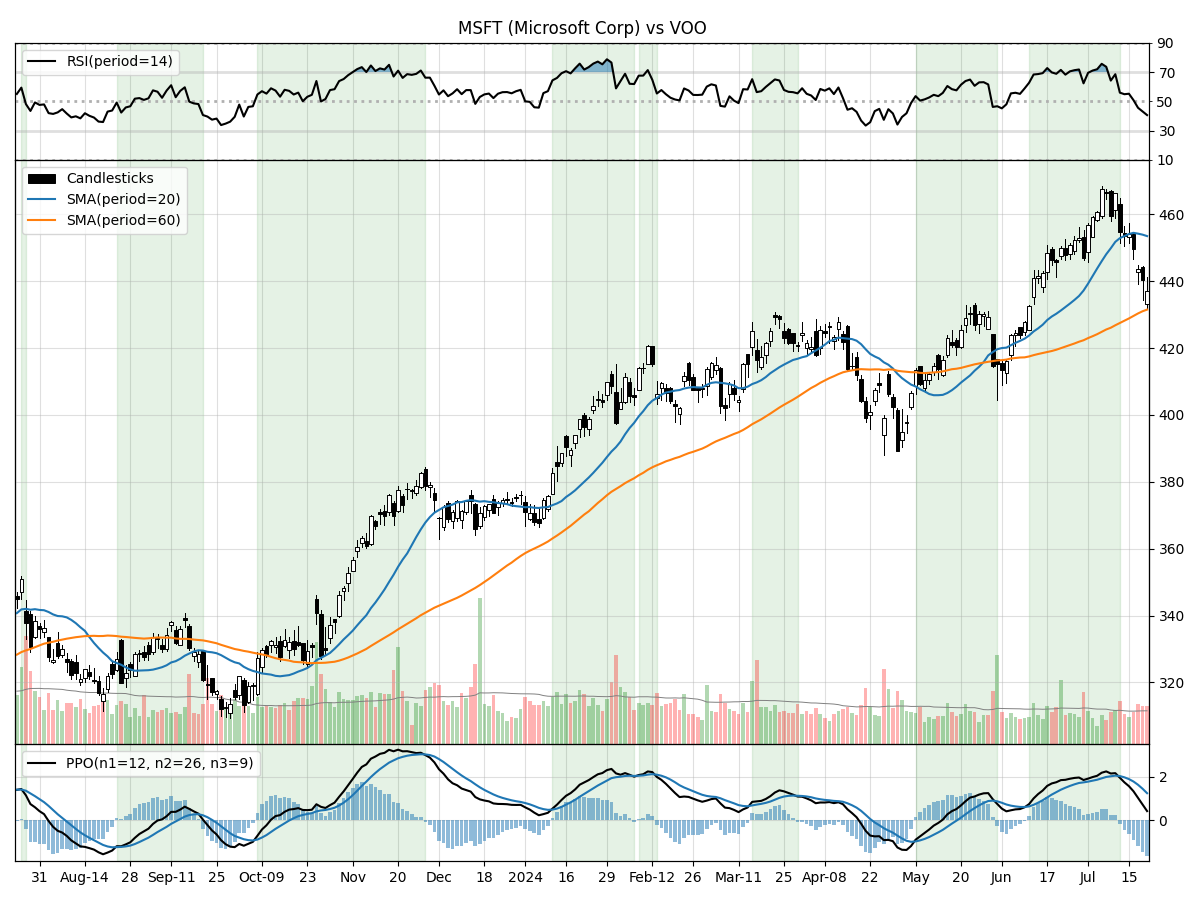 MSFT (Microsoft Corp) vs VOO
RSI(period=14)
90
70
50
30
10
Candlesticks
SMA(period=20)
SMA(period=60)
460
440
420
400
380
360
340
320
PPO(n1=12, n2=26, n3=9)
2
0
31 Aug-14 28 Sep-11 25 Oct-09 23 Nov 20 Dec 18 2024 16 29 Feb-12 26 Mar-11 25 Apr-08 22 May 20 Jun 17 Jul 15